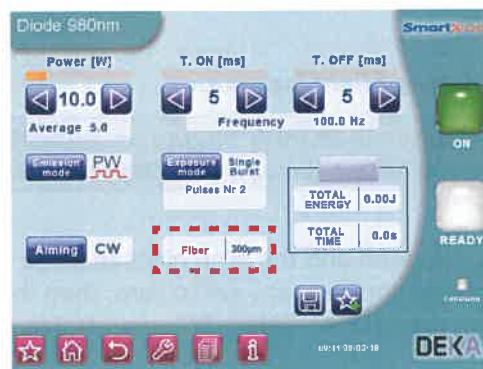 Diode 980nm
Power [W]
T. ON [ms]
T. OFF [ms]
10.0
5
5
Average 5.0
Frequency 100.0 Hz
Emission mode PW
Exposure mode Single Burst
Pulses Nr 2
TOTAL ENERGY 0.00J
TOTAL TIME 0.0s
Aiming CW
Fiber 300µm
ON
READY
DEKA